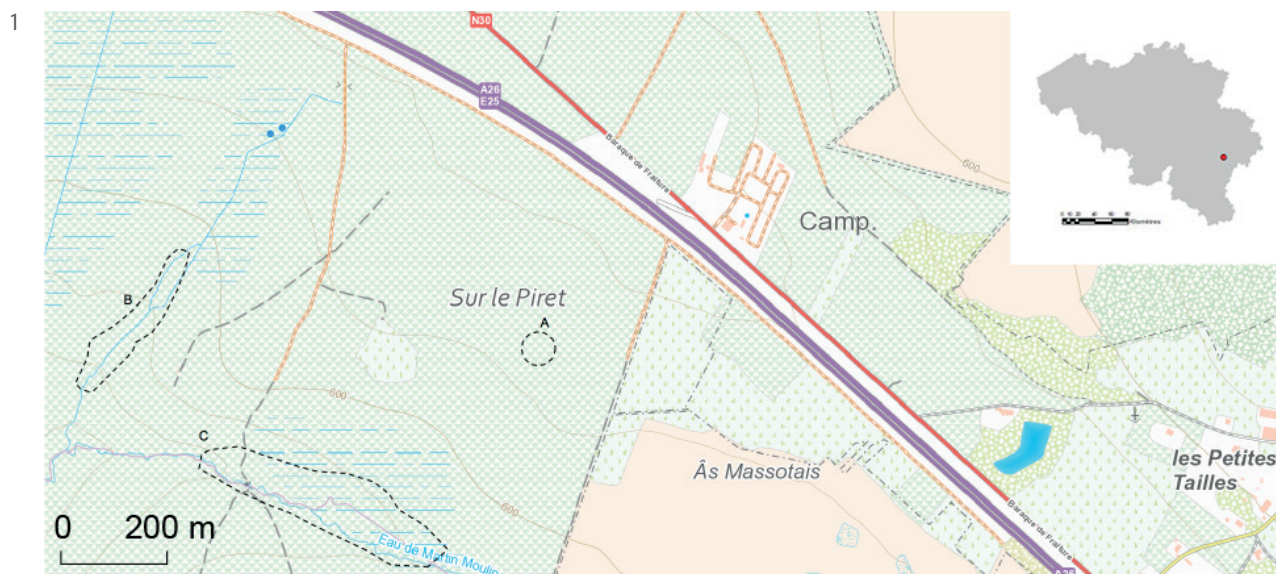 1
N30
A26
E25
Baraque de Fraiture
600
Camp.
Sur le Piret
B
A
600
C
600
Âs Massotais
les Petites
Tailles
Baraque de Fraiture
0 200 m
Eau de Martin Moulin
A26
Kilomètres